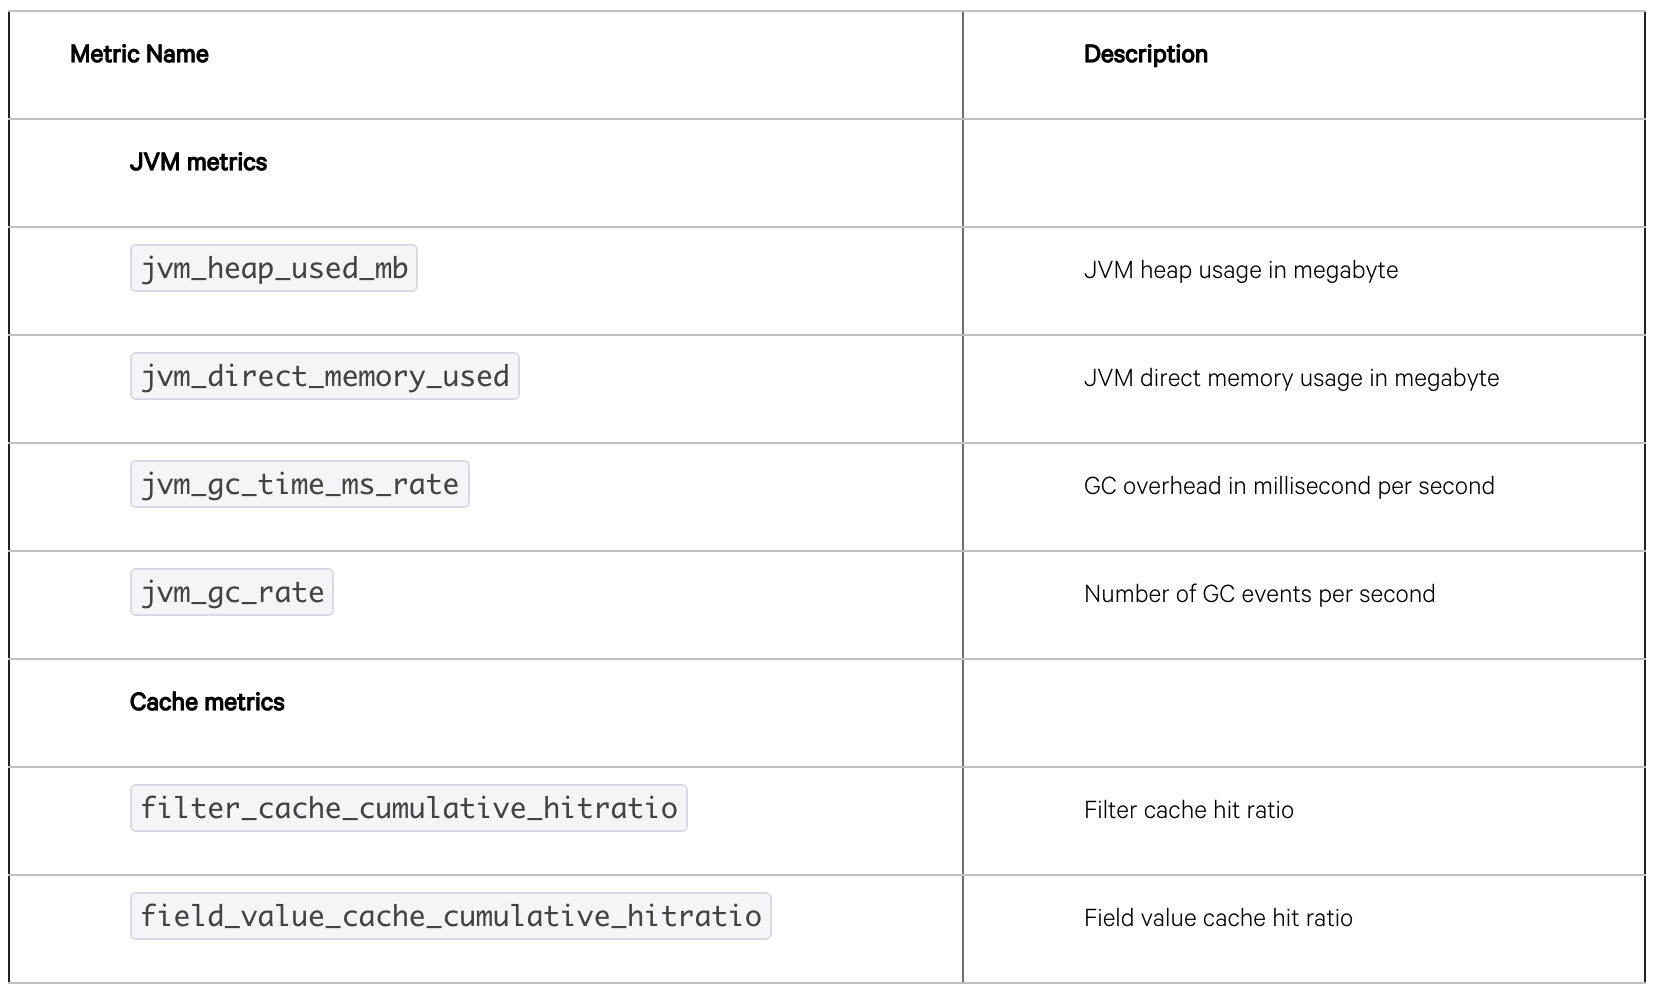 Metric Name Description
JVM metrics
jvm_heap_used_mb JVM heap usage in megabyte
jvm_direct_memory_used JVM direct memory usage in megabyte
jvm_gc_time_ms_rate GC overhead in millisecond per second
jvm_gc_rate Number of GC events per second
Cache metrics
filter_cache_cumulative_hitratio Filter cache hit ratio
field_value_cache_cumulative_hitratio Field value cache hit ratio